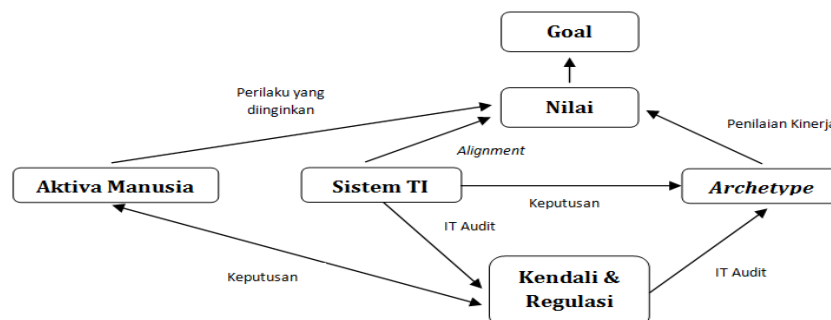 Goal
Perilaku yang
diinginkan
Nilai
Penilaian Kinerja
Alignment
Aktiva Manusia
Sistem TI
Archetype
Keputusan
IT Audit
Keputusan
Kendali &
Regulasi
IT Audit